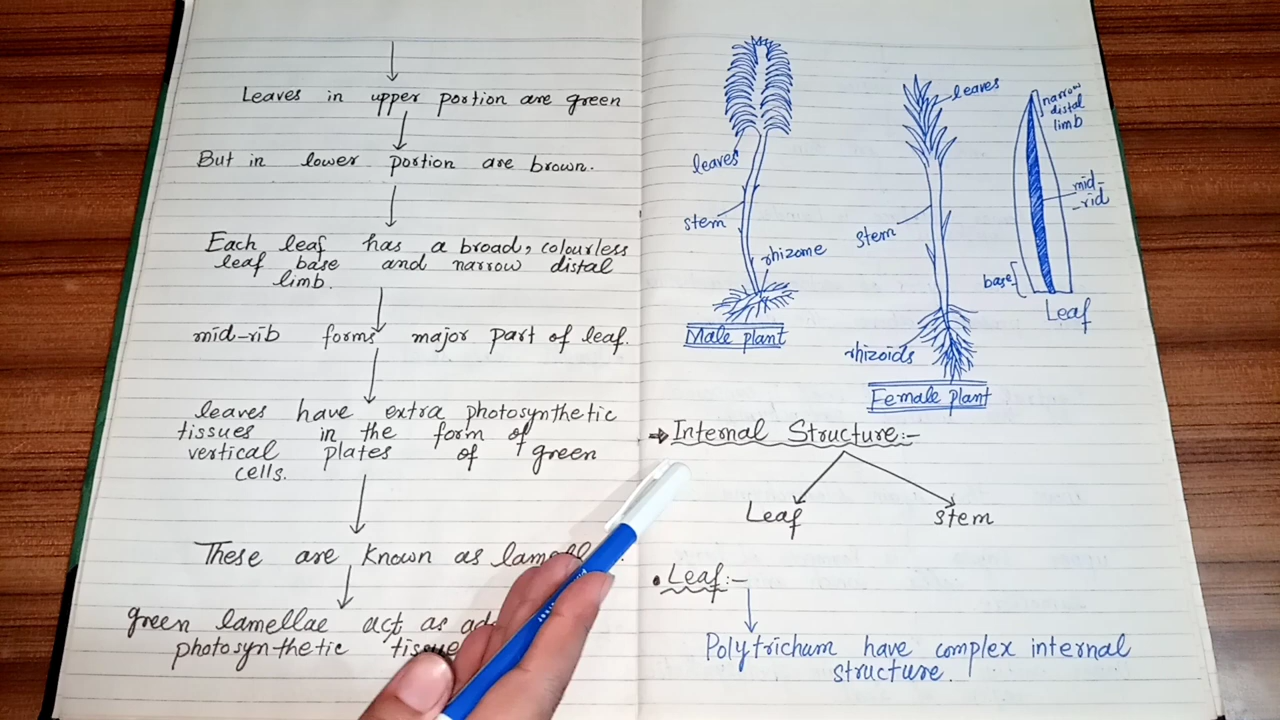 Leaves in upper portion are green
But in lower portion are brown.
Each leaf has a broad, colourless
leaf base and narrow distal
limb.
mid-rib forms major part of leaf.
leaves have extra photosynthetic
tissues in the form of
vertical plates of green
cells.
These are known as
green lamellae act as
photosynthetic
leaves
stem
rhizome
Male plant
leaves
stem
rhizoids
Female plant
narrow
distal
limb
mid-
-rid
base
Leaf
Internal Structure:-
Leaf stem
Leaf:-
Polytricham have complex internal
structure.